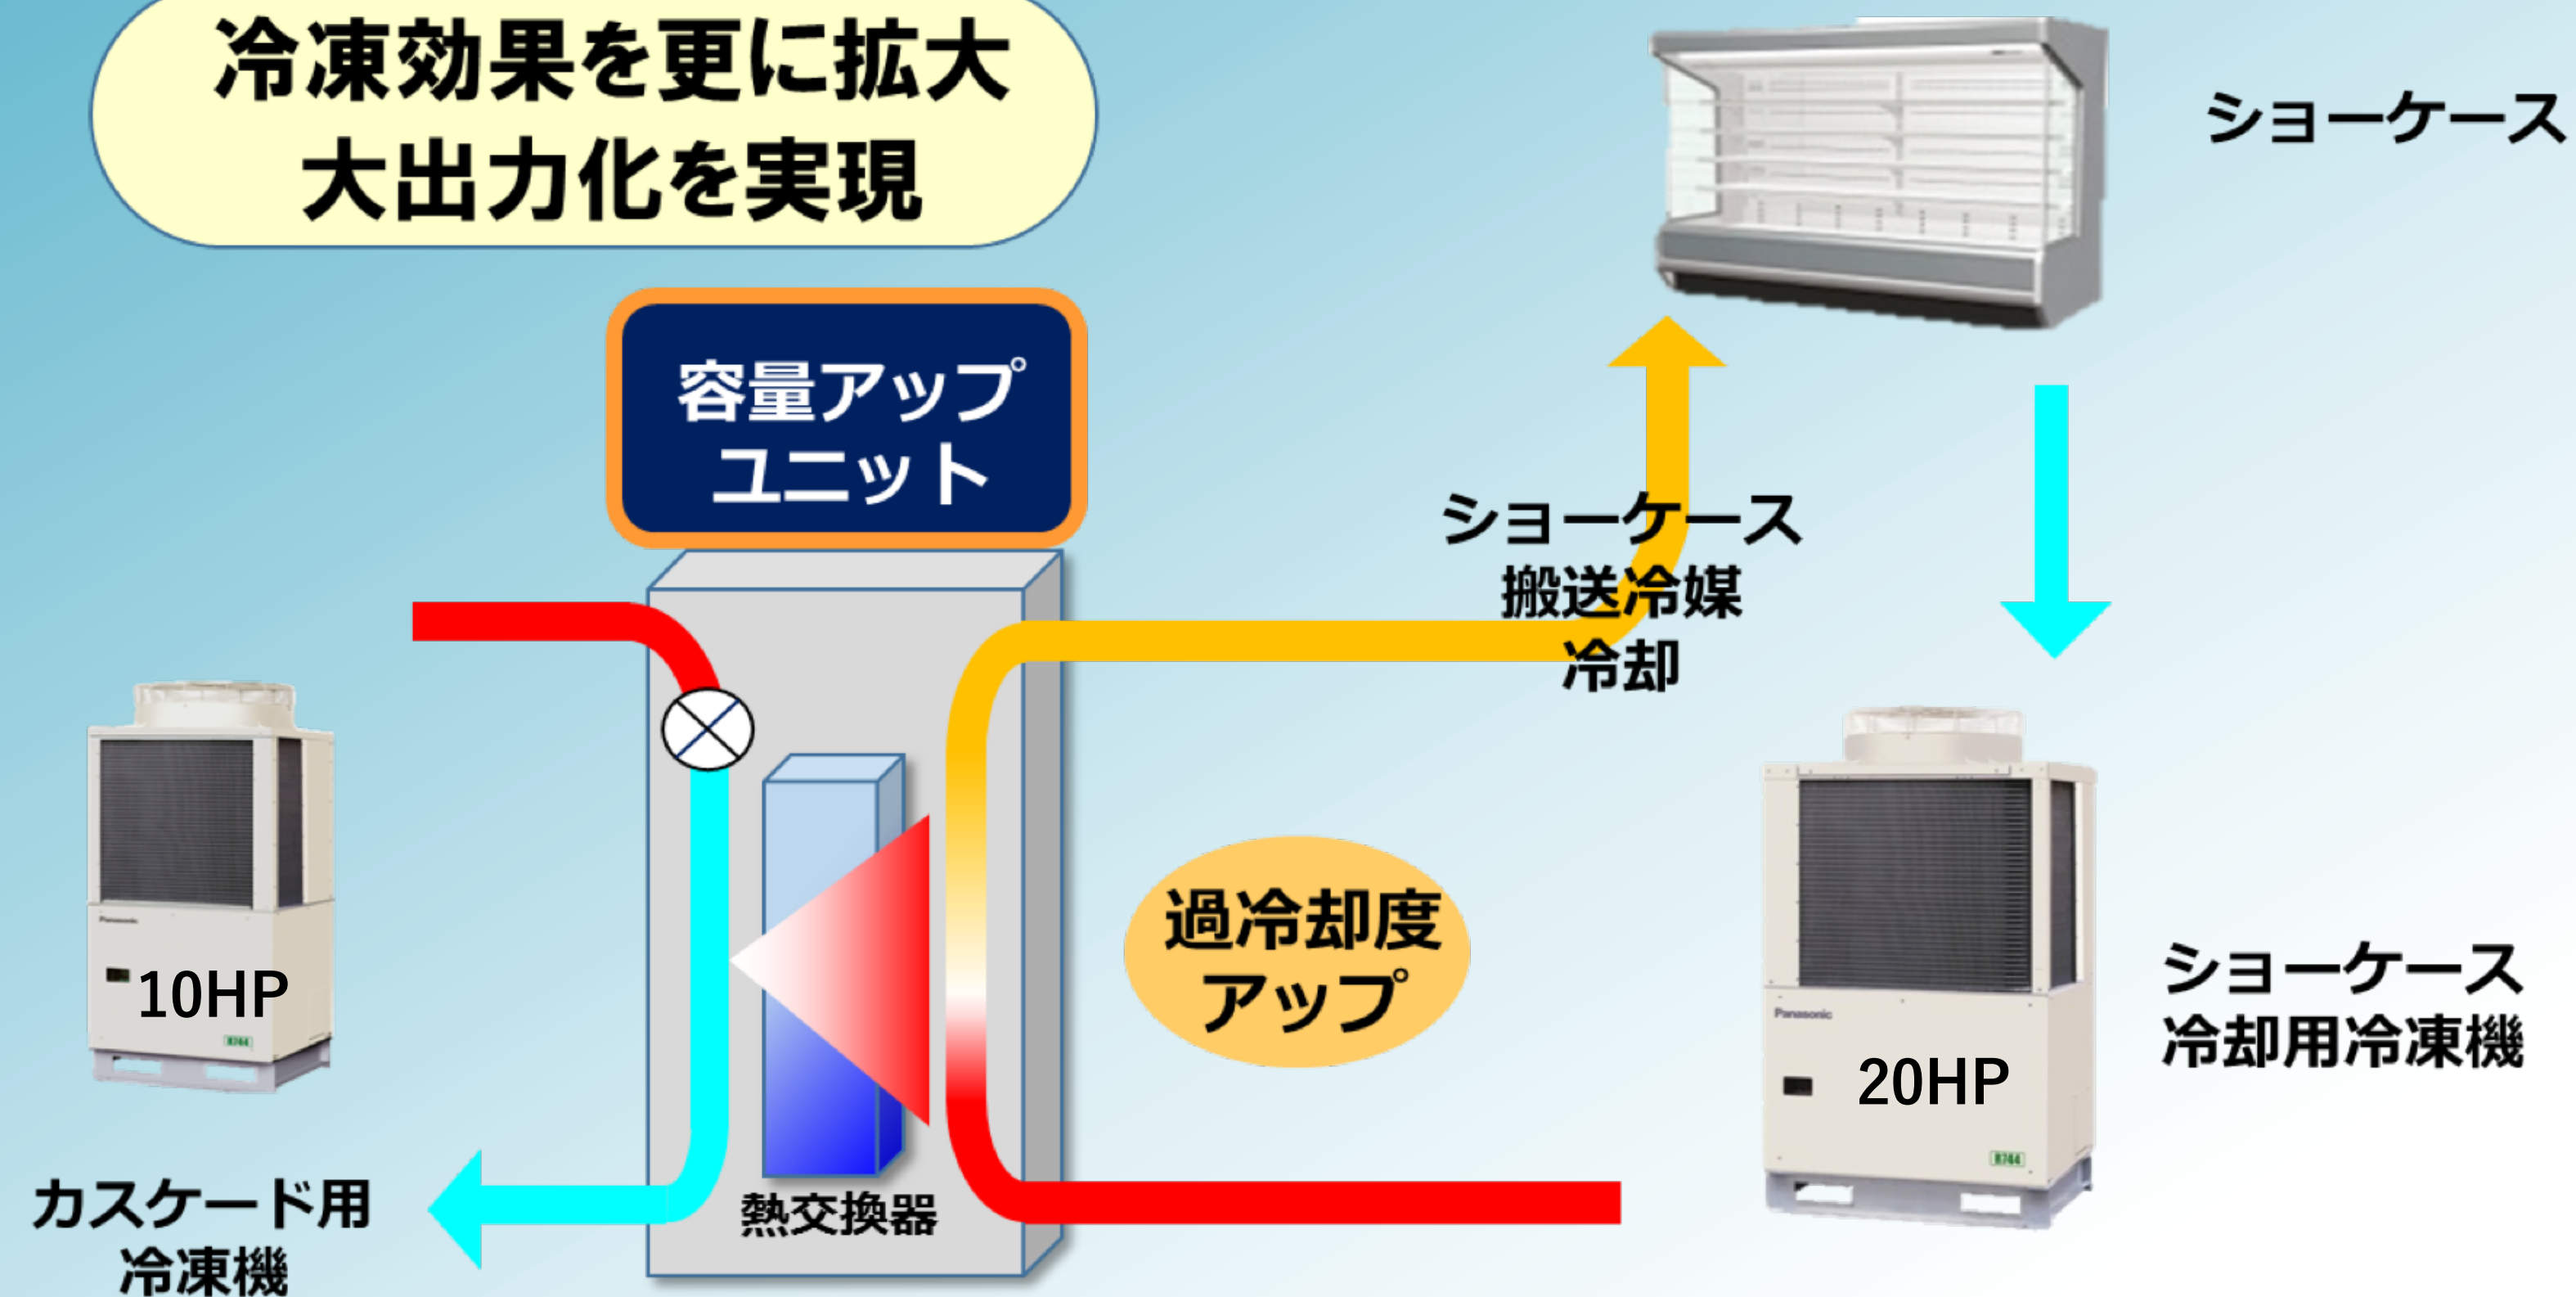 冷凍効果を更に拡大
大出力化を実現
ショーケース
容量アップ
ユニット
ショーケース
搬送冷媒
冷却
過冷却度
アップ
Panasonic
10HP
R744
カスケード用
冷凍機
熱交換器
Panasonic
20HP
R744
ショーケース
冷却用冷凍機